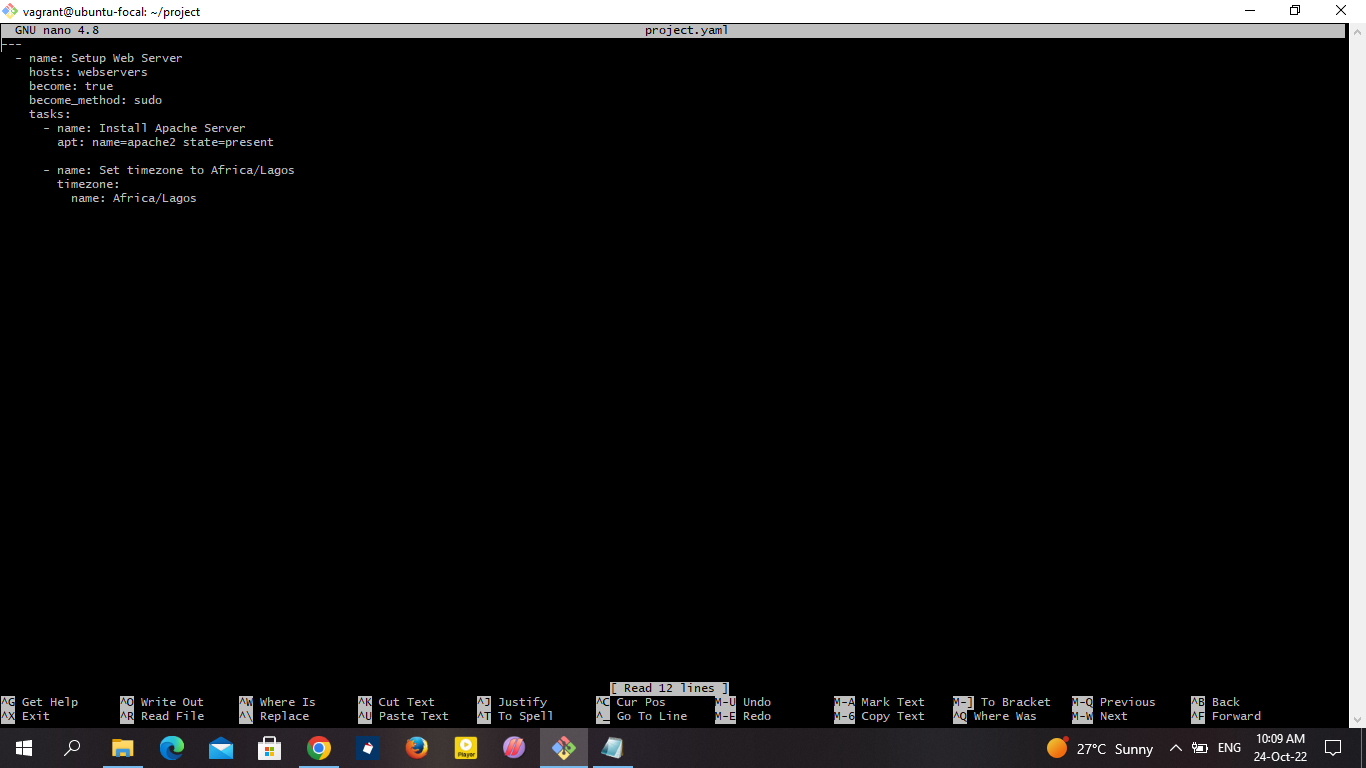 vagrant@ubuntu-focal: ~/project
GNU nano 4.8 project.yaml
---
- name: Setup Web Server
hosts: webservers
become: true
become_method: sudo
tasks:
- name: Install Apache Server
apt: name=apache2 state=present
- name: Set timezone to Africa/Lagos
timezone:
name: Africa/Lagos
[ Read 12 lines ]
^G Get Help ^O Write Out ^W Where Is ^K Cut Text ^J Justify ^C Cur Pos M-U Undo M-A Mark Text M-] To Bracket M-Q Previous ^B Back
^X Exit ^R Read File ^\ Replace ^U Paste Text ^T To Spell ^_ Go To Line M-E Redo M-6 Copy Text ^Q Where Was M-W Next ^F Forward
Player
27°C Sunny ENG 10:09 AM
24-Oct-22